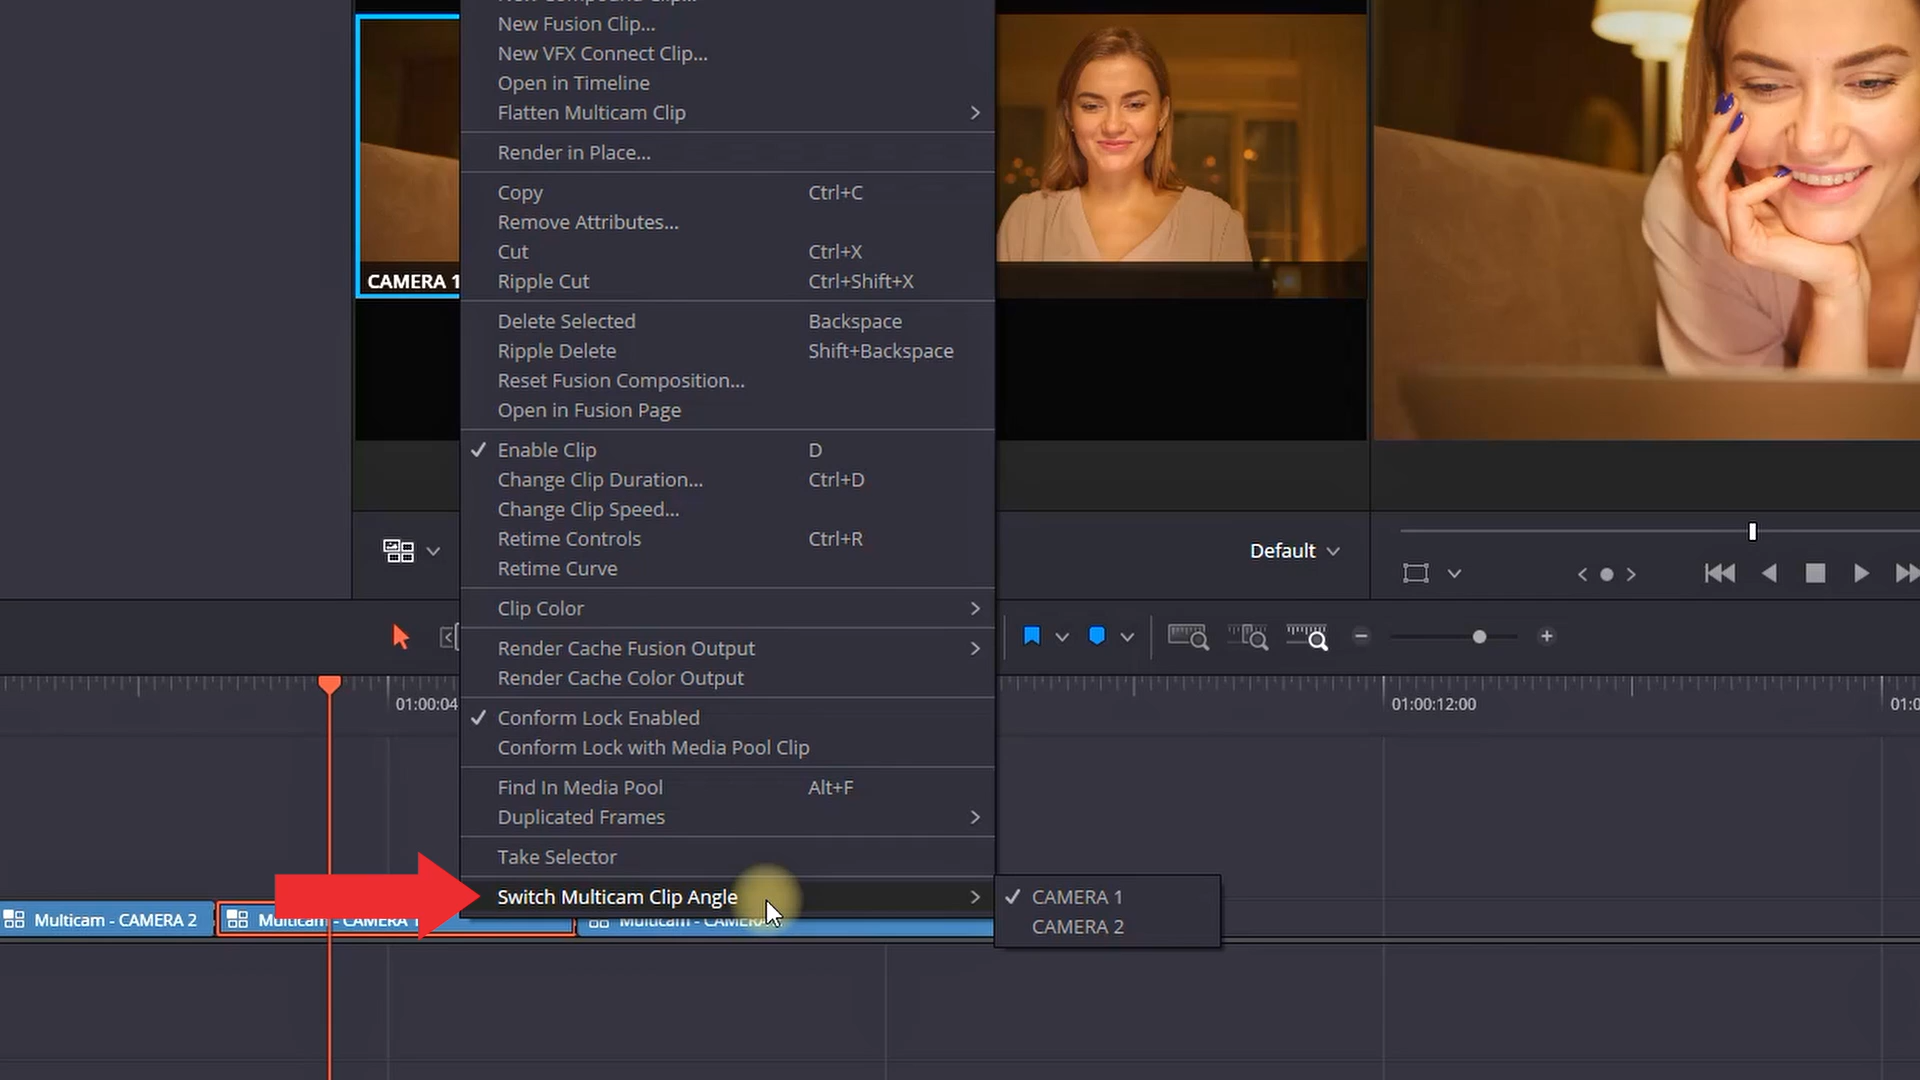 New Compound Clip...
New Fusion Clip...
New VFX Connect Clip...
Open in Timeline
Flatten Multicam Clip
Render in Place...
Copy Ctrl+C
Remove Attributes...
Cut Ctrl+X
Ripple Cut Ctrl+Shift+X
CAMERA 1
Delete Selected Backspace
Ripple Delete Shift+Backspace
Reset Fusion Composition...
Open in Fusion Page
Enable Clip D
Change Clip Duration... Ctrl+D
Change Clip Speed...
Retime Controls Ctrl+R
Retime Curve
Default
Clip Color
Render Cache Fusion Output
Render Cache Color Output
01:00:04
01:00:12:00
01:0
Conform Lock Enabled
Conform Lock with Media Pool Clip
Find In Media Pool Alt+F
Duplicated Frames
Take Selector
Switch Multicam Clip Angle
CAMERA 1
CAMERA 2
Multicam - CAMERA 2
Multicam - CAMERA 1
Multicam - CAMERA